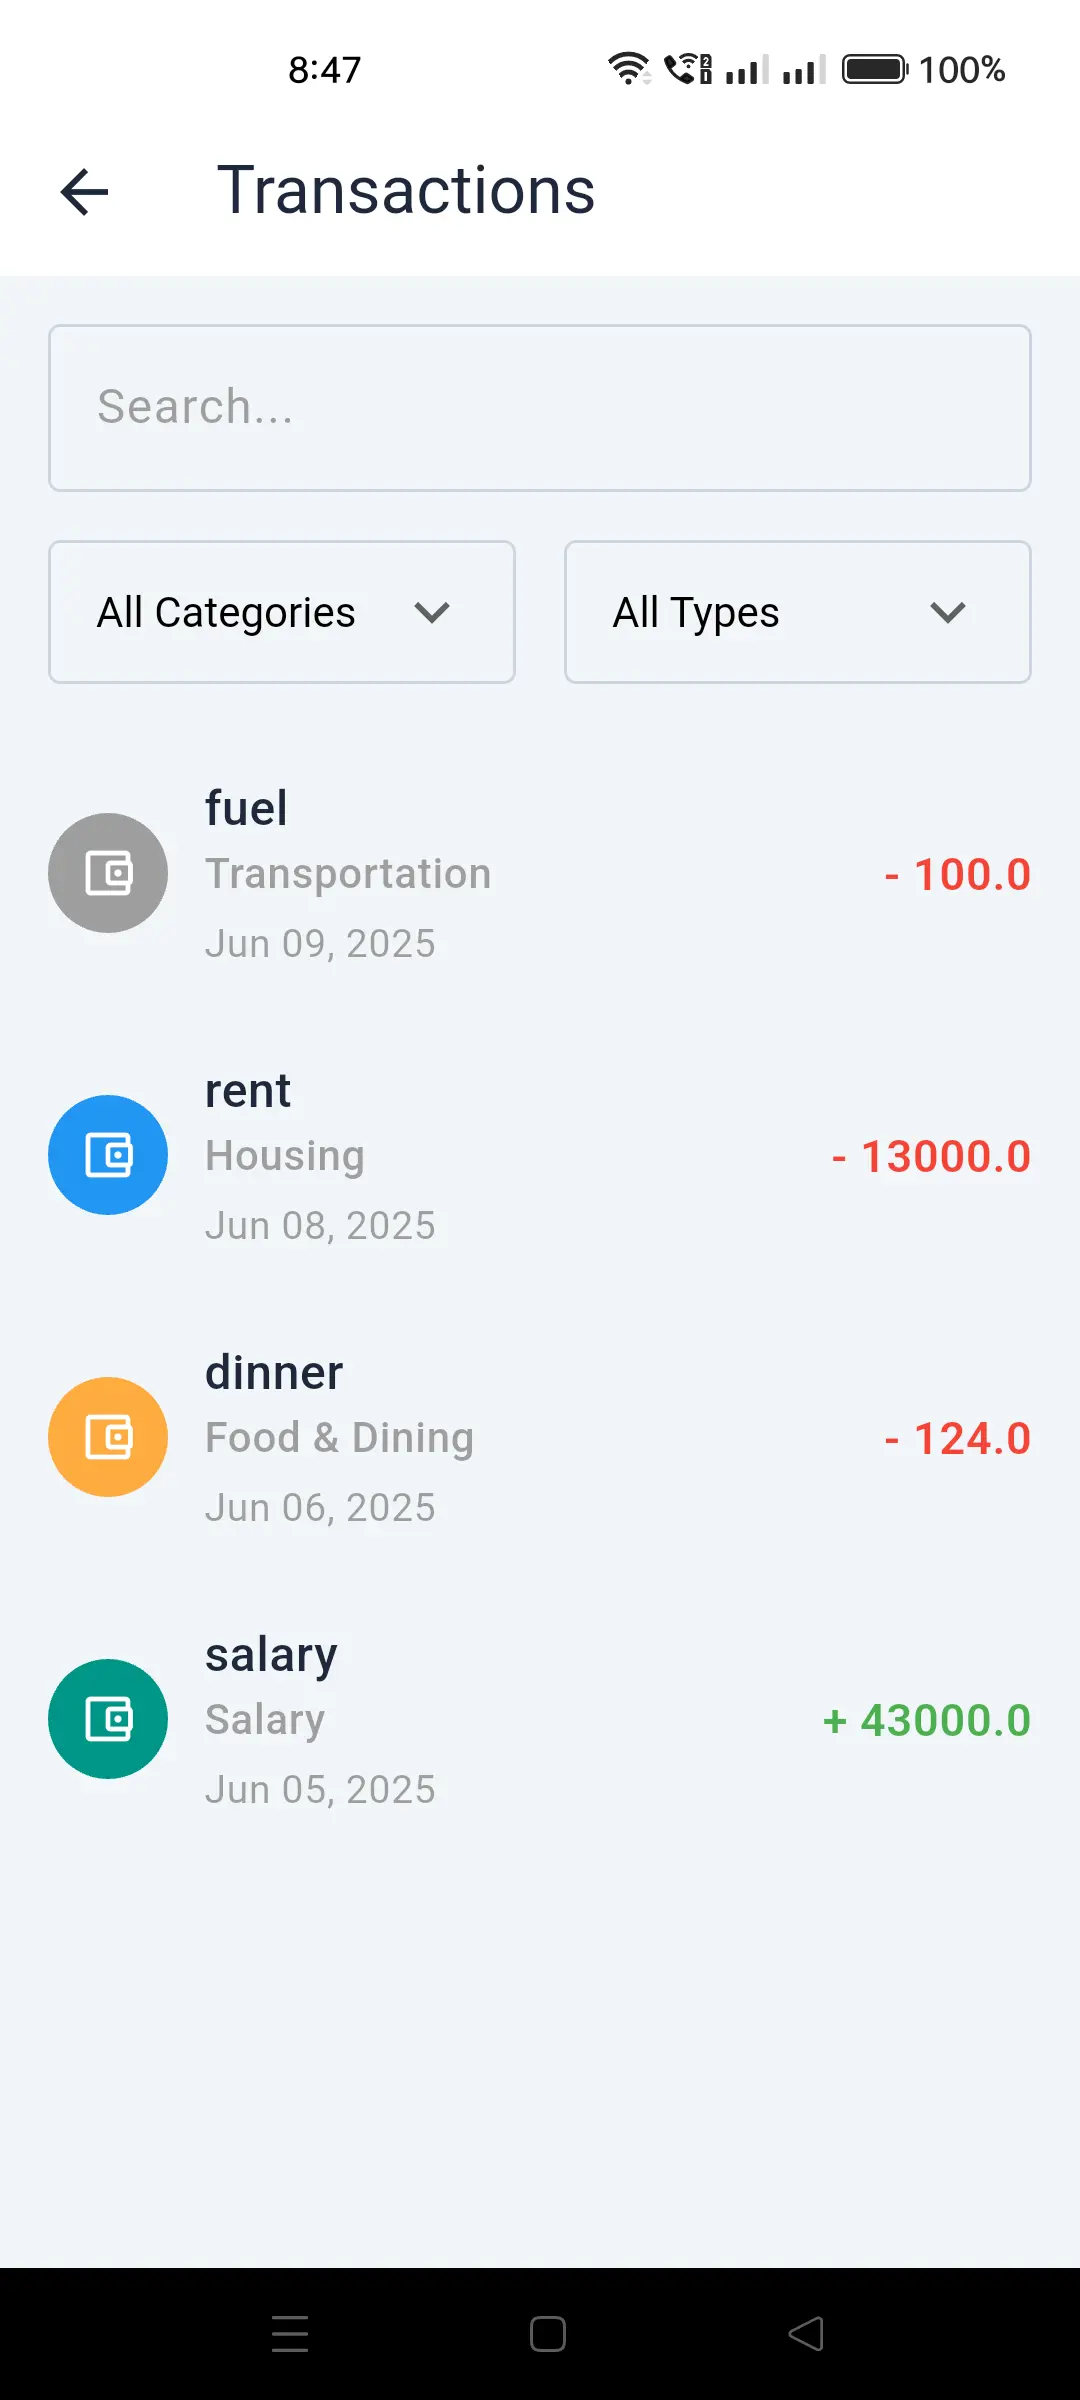 8:47 100%
Transactions
Search...
All Categories All Types
fuel
Transportation - 100.0
Jun 09, 2025
rent
Housing - 13000.0
Jun 08, 2025
dinner
Food & Dining - 124.0
Jun 06, 2025
salary
Salary + 43000.0
Jun 05, 2025